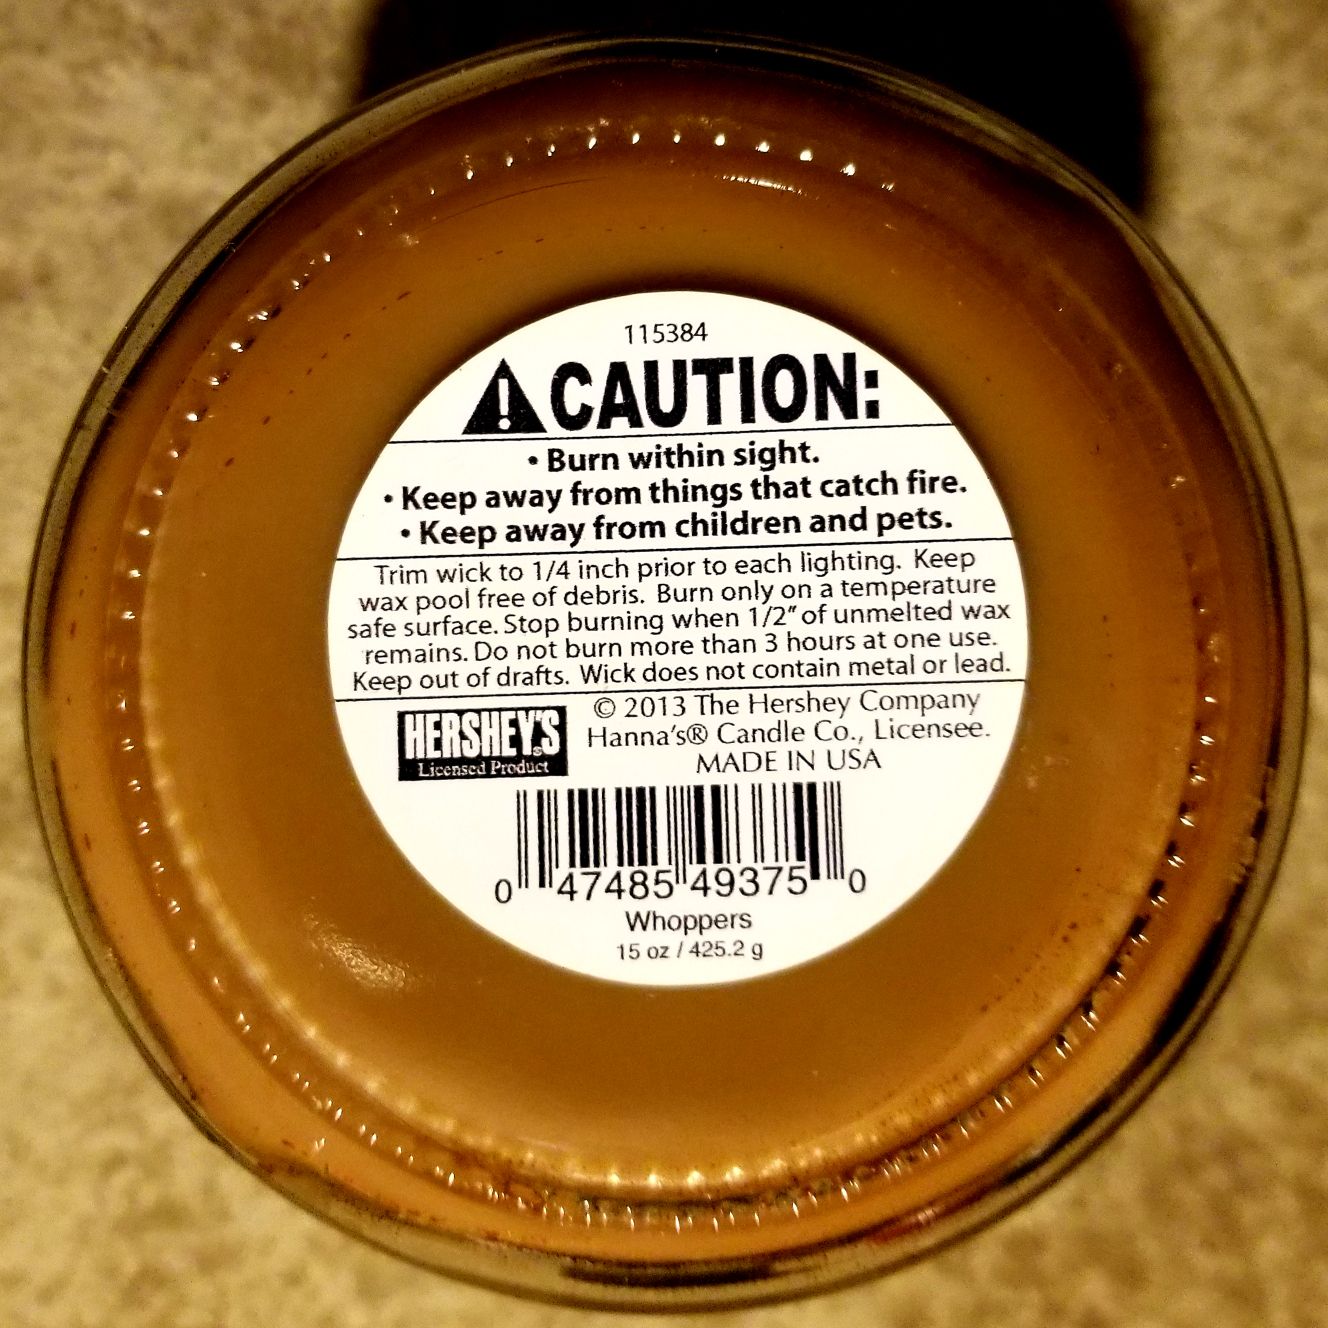 115384
CAUTION:
• Burn within sight.
• Keep away from things that catch fire.
• Keep away from children and pets.
Trim wick to 1/4 inch prior to each lighting. Keep
wax pool free of debris. Burn only on a temperature
safe surface. Stop burning when 1/2" of unmelted wax
remains. Do not burn more than 3 hours at one use.
Keep out of drafts. Wick does not contain metal or lead.
HERSHEY'S®
Licensed Product
© 2013 The Hershey Company
Hanna's® Candle Co., Licensee.
MADE IN USA
0 47485 49375 0
Whoppers
15 oz / 425.2 g